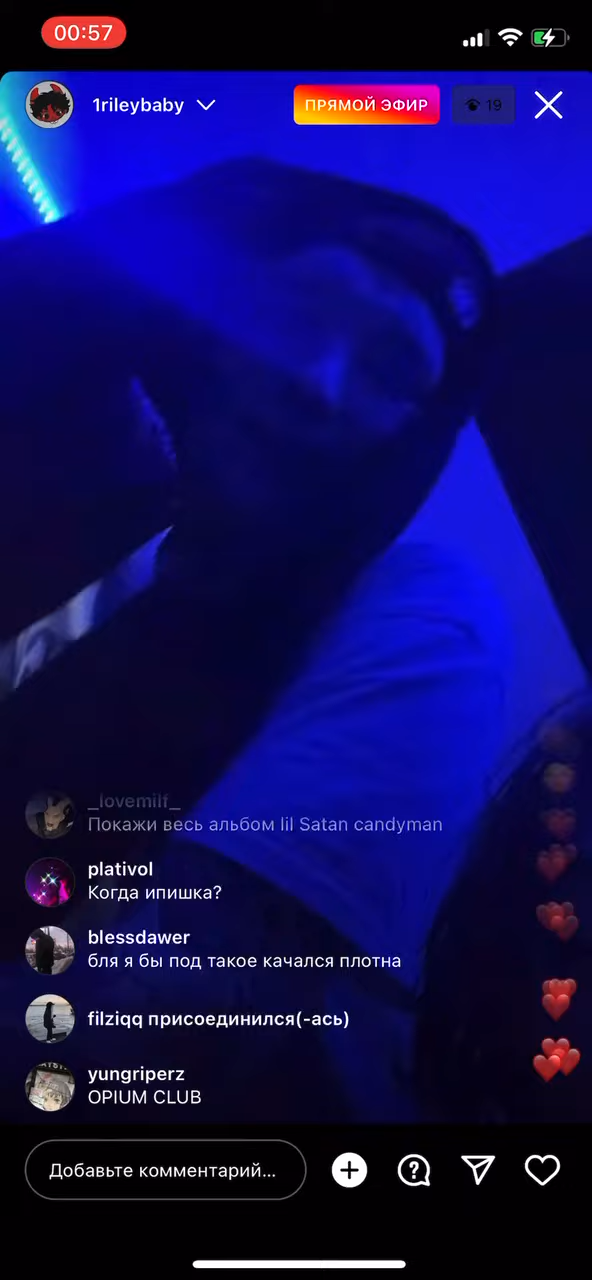 00:57
1rileybaby
ПРЯМОЙ ЭФИР
19
_lovemilf_
Покажи весь альбом lil Satan candyman
plativol
Когда ипишка?
blessdawer
бля я бы под такое качался плотна
filziqq присоединился(-ась)
yungriperz
OPIUM CLUB
Добавьте комментарий...